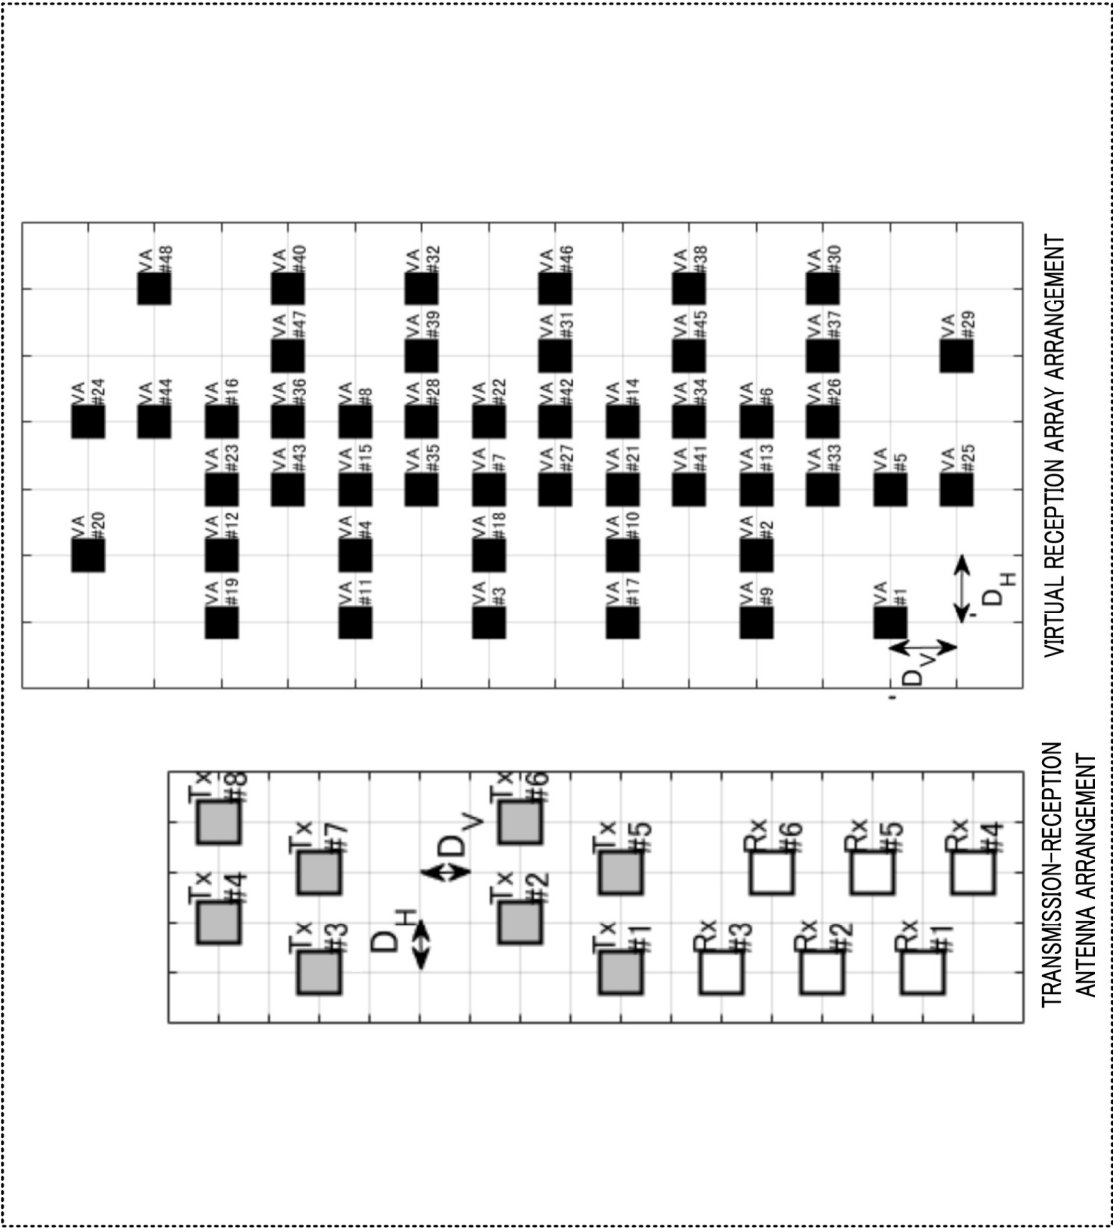 Tx
#4
Tx
#8
Tx
#3
Tx
#7
DH
DV
Tx
#2
Tx
#6
Tx
#1
Tx
#5
Rx
#3
Rx
#6
Rx
#2
Rx
#5
Rx
#1
Rx
#4
TRANSMISSION-RECEPTION
ANTENNA ARRANGEMENT
VA
#20
VA
#24
VA
#44
VA
#48
VA
#19
VA
#12
VA
#23
VA
#16
VA
#43
VA
#36
VA
#47
VA
#40
VA
#11
VA
#4
VA
#15
VA
#8
VA
#35
VA
#28
VA
#39
VA
#32
VA
#3
VA
#18
VA
#7
VA
#22
VA
#27
VA
#42
VA
#31
VA
#46
VA
#17
VA
#10
VA
#21
VA
#14
VA
#41
VA
#34
VA
#45
VA
#38
VA
#9
VA
#2
VA
#13
VA
#6
VA
#33
VA
#26
VA
#37
VA
#30
VA
#1
VA
#5
DV
VA
#25
VA
#29
DH
VIRTUAL RECEPTION ARRAY ARRANGEMENT